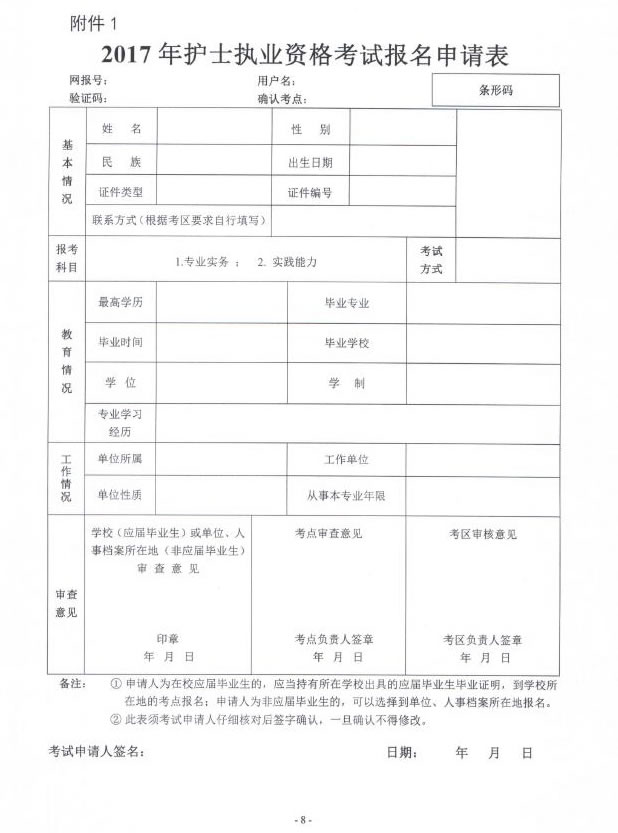 附件 1
2017 年护士执业资格考试报名申请表
网报号： 用户名：
条形码
验证码： 确认考点：
基本情况
姓 名 性 别
民 族 出生日期
证件类型 证件编号
联系方式（根据考区要求自行填写）
报考科目
1.专业实务 ； 2. 实践能力
考试方式
教育情况
最高学历 毕业专业
毕业时间 毕业学校
学 位 学 制
专业学习
经历
工作情况
单位所属 工作单位
单位性质 从事本专业年限
审查意见
学校（应届毕业生）或单位、人
事档案所在地（非应届毕业生）
审 查 意 见
印章
年 月 日
考点审查意见
考点负责人签章
年 月 日
考区审核意见
考区负责人签章
年 月 日
备注： ① 申请人为在校应届毕业生的，应当持有所在学校出具的应届毕业生毕业证明，到学校所
在地的考点报名；申请人为非应届毕业生的，可以选择到单位、人事档案所在地报名。
② 此表须考试申请人仔细核对后签字确认，一旦确认不得修改。
考试申请人签名： 日期： 年 月 日
- 8 -